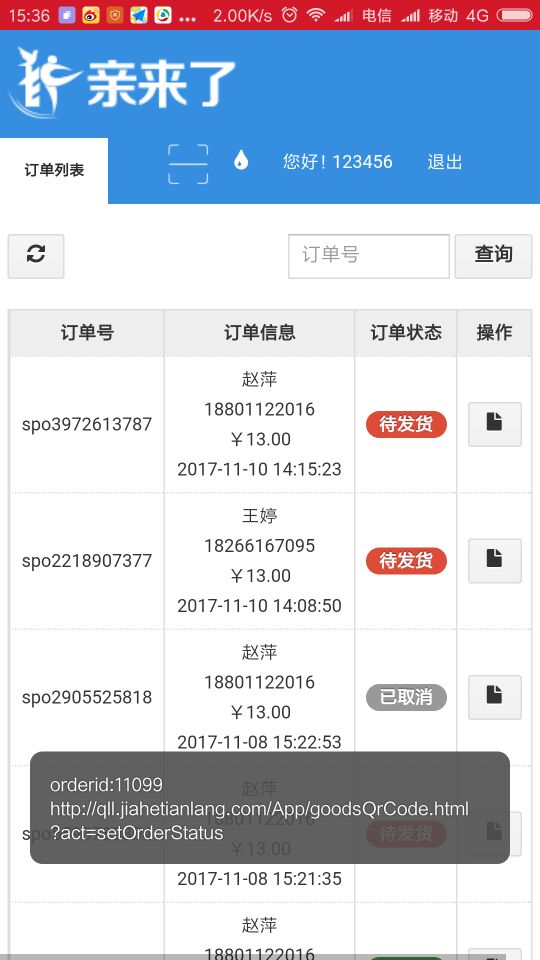 15:36 ... 2.00K/s 电信 移动 4G
亲来了
订单列表 您好! 123456 退出
订单号 查询
订单号 订单信息 订单状态 操作
赵萍
18801122016
spo3972613787 待发货
￥13.00
2017-11-10 14:15:23
王婷
18266167095
spo2218907377 待发货
￥13.00
2017-11-10 14:08:50
赵萍
18801122016
spo2905525818 已取消
￥13.00
2017-11-08 15:22:53
orderid:11099
http://qll.jiahetianlang.com/App/goodsQrCode.html
?act=setOrderStatus
赵萍
18801122016
待发货
￥13.00
2017-11-08 15:21:35
赵萍
18801122016